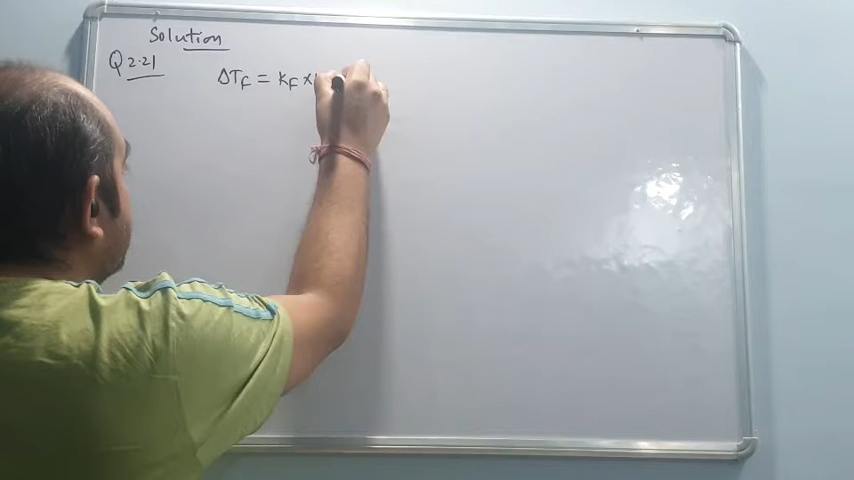 Solution
Q 2.21
ΔTF = KF ×